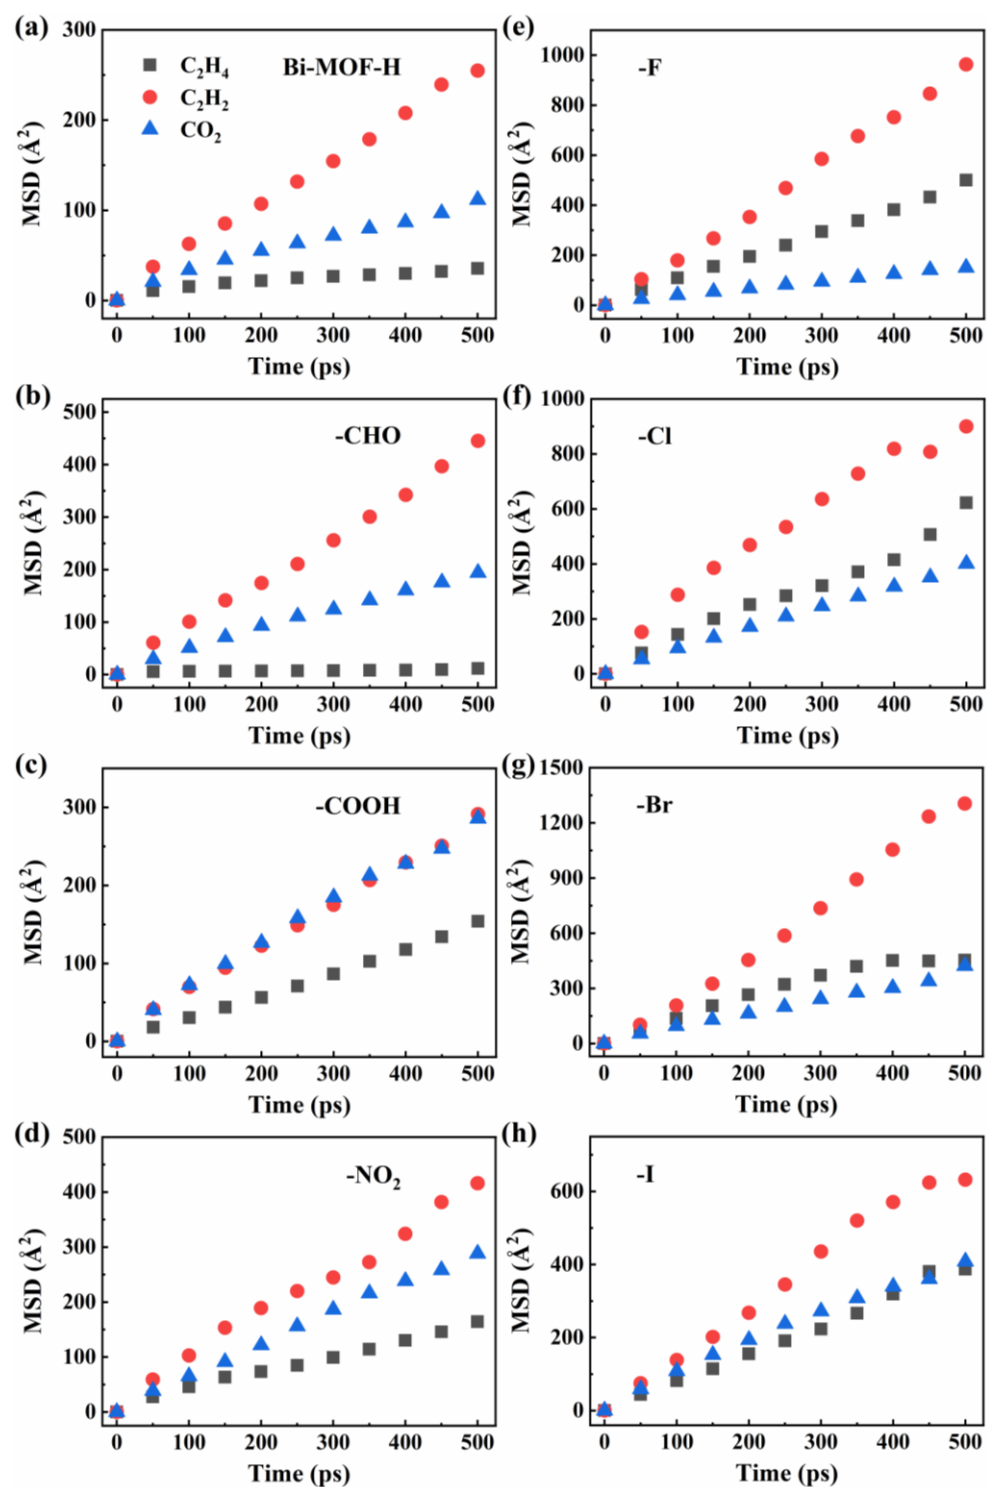 (a)
300
200
100
0
MSD (Å²)
C₂H₄
C₂H₂
CO₂
Bi-MOF-H
0 100 200 300 400 500
Time (ps)
(e)
1000
800
600
400
200
0
MSD (Å²)
-F
0 100 200 300 400 500
Time (ps)
(b)
500
400
300
200
100
0
MSD (Å²)
-CHO
0 100 200 300 400 500
Time (ps)
(f)
1000
800
600
400
200
0
MSD (Å²)
-Cl
0 100 200 300 400 500
Time (ps)
(c)
300
200
100
0
MSD (Å²)
-COOH
0 100 200 300 400 500
Time (ps)
(g)
1500
1200
900
600
300
0
MSD (Å²)
-Br
0 100 200 300 400 500
Time (ps)
(d)
500
400
300
200
100
0
MSD (Å²)
-NO₂
0 100 200 300 400 500
Time (ps)
(h)
600
400
200
0
MSD (Å²)
-I
0 100 200 300 400 500
Time (ps)